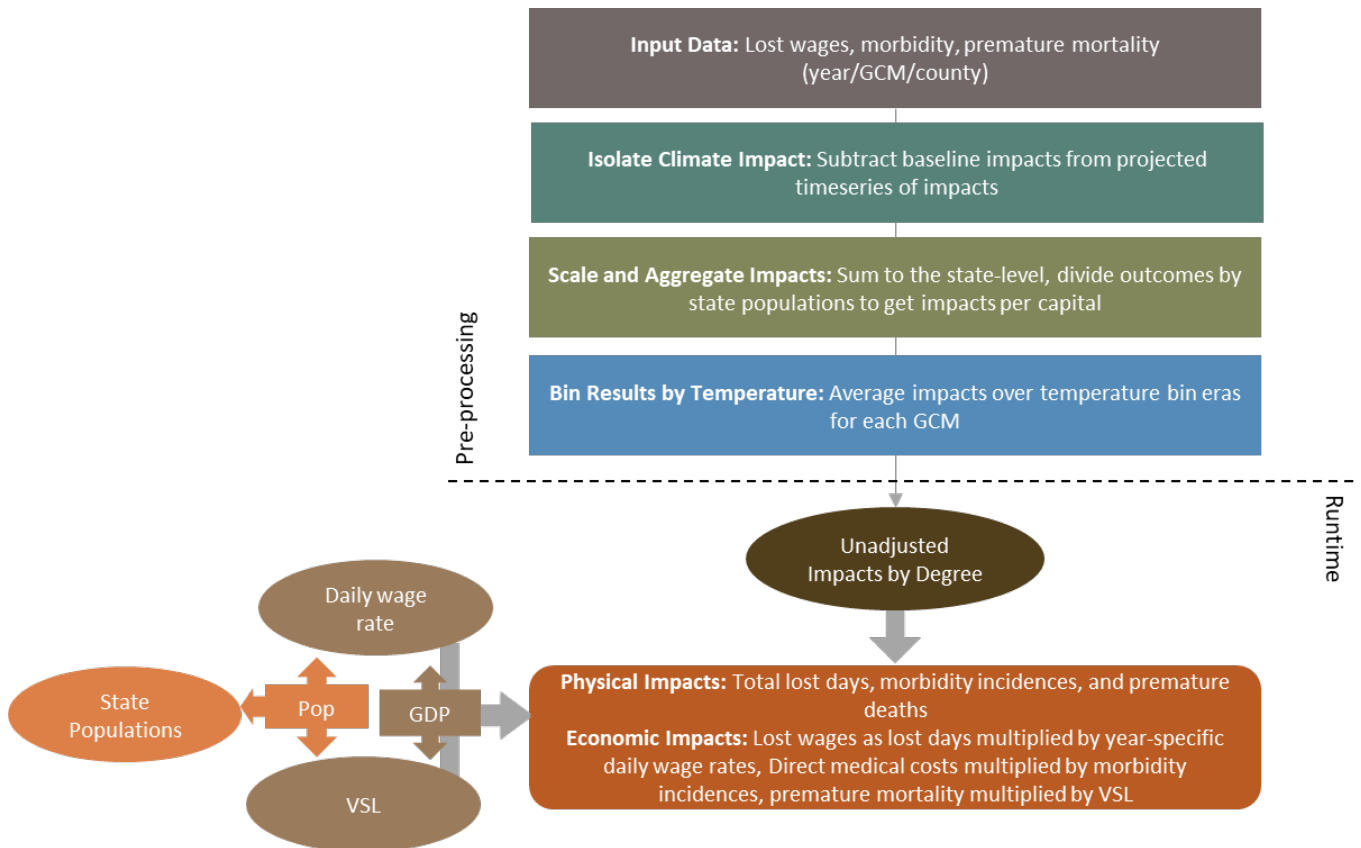 Input Data: Lost wages, morbidity, premature mortality
(year/GCM/county)
Isolate Climate Impact: Subtract baseline impacts from projected
timeseries of impacts
Scale and Aggregate Impacts: Sum to the state-level, divide outcomes by
state populations to get impacts per capital
Bin Results by Temperature: Average impacts over temperature bin eras
for each GCM
Pre-processing
Runtime
Unadjusted
Impacts by Degree
Daily wage
rate
State
Populations
Pop
GDP
VSL
Physical Impacts: Total lost days, morbidity incidences, and premature
deaths
Economic Impacts: Lost wages as lost days multiplied by year-specific
daily wage rates, Direct medical costs multiplied by morbidity
incidences, premature mortality multiplied by VSL